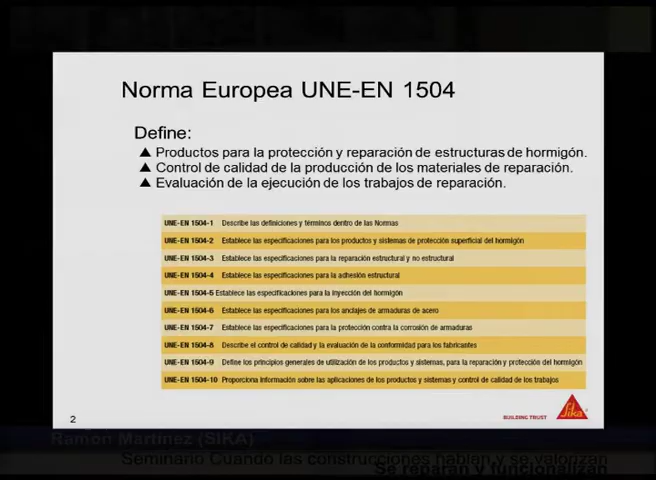 Norma Europea UNE-EN 1504
Define:
▲ Productos para la protección y reparación de estructuras de hormigón.
▲ Control de calidad de la producción de los materiales de reparación.
▲ Evaluación de la ejecución de los trabajos de reparación.
UNE-EN 1504-1 Describe las definiciones y términos dentro de las Normas
UNE-EN 1504-2 Establece las especificaciones para los productos y sistemas de protección superficial del hormigón
UNE-EN 1504-3 Establece las especificaciones para la reparación estructural y no estructural
UNE-EN 1504-4 Establece las especificaciones para la adhesión estructural
UNE-EN 1504-5 Establece las especificaciones para la inyección del hormigón
UNE-EN 1504-6 Establece las especificaciones para los anclajes de armaduras de acero
UNE-EN 1504-7 Establece las especificaciones para la protección contra la corrosión de armaduras
UNE-EN 1504-8 Describe el control de calidad y la evaluación de la conformidad para los fabricantes
UNE-EN 1504-9 Define los principios generales de utilización de los productos y sistemas, para la reparación y protección del hormigón
UNE-EN 1504-10 Proporciona información sobre las aplicaciones de los productos y sistemas y control de calidad de los trabajos
2
BUILDING TRUST
Sika
Ramón Martínez (SIKA)
Seminario Cuando las construcciones hablan y se valorizan
Se reparan y funcionalizan